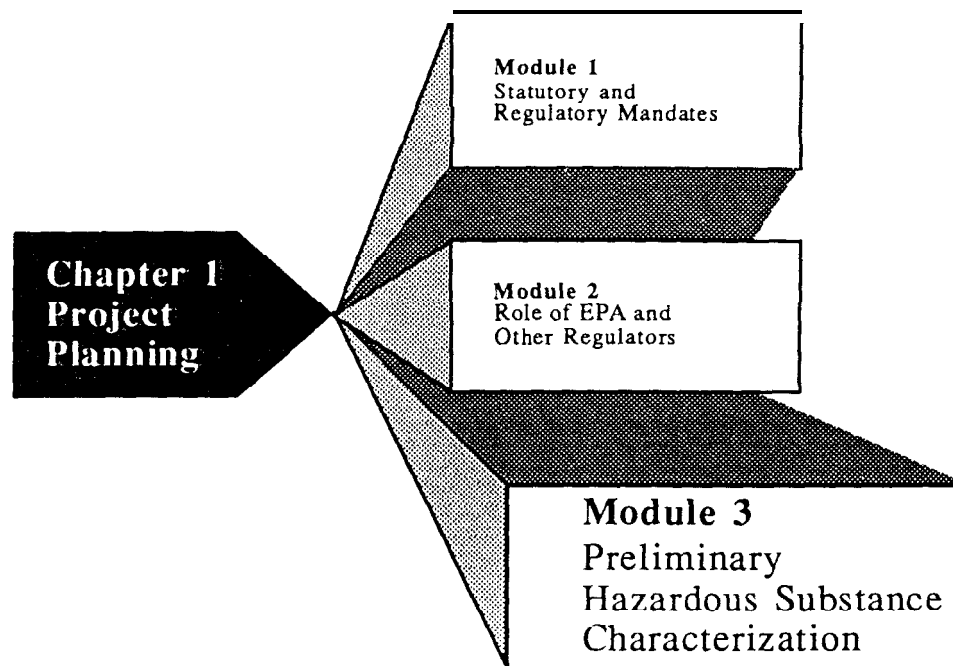 Chapter 1
Project
Planning
Module 1
Statutory and
Regulatory Mandates
Module 2
Role of EPA and
Other Regulators
Module 3
Preliminary
Hazardous Substance
Characterization